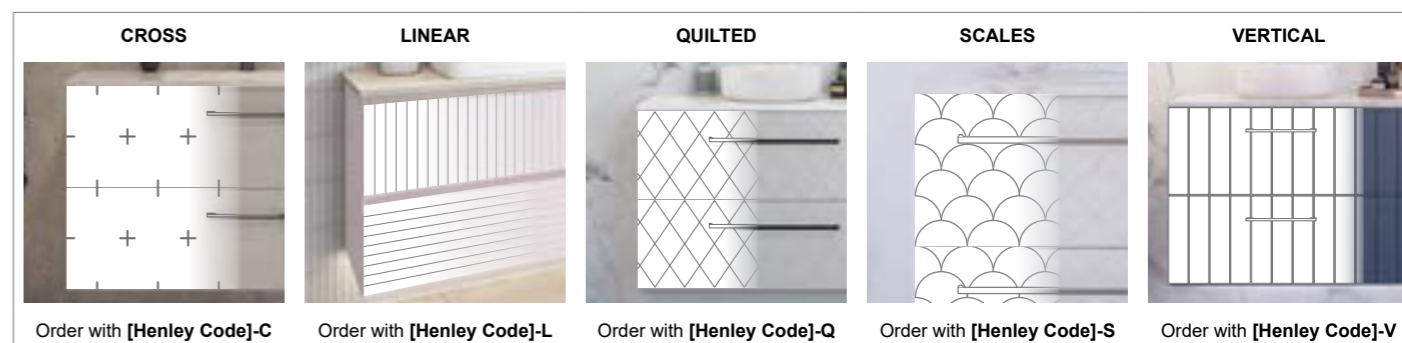 CROSS
LINEAR
QUILTED
SCALES
VERTICAL
Order with [Henley Code]-C
Order with [Henley Code]-L
Order with [Henley Code]-Q
Order with [Henley Code]-S
Order with [Henley Code]-V